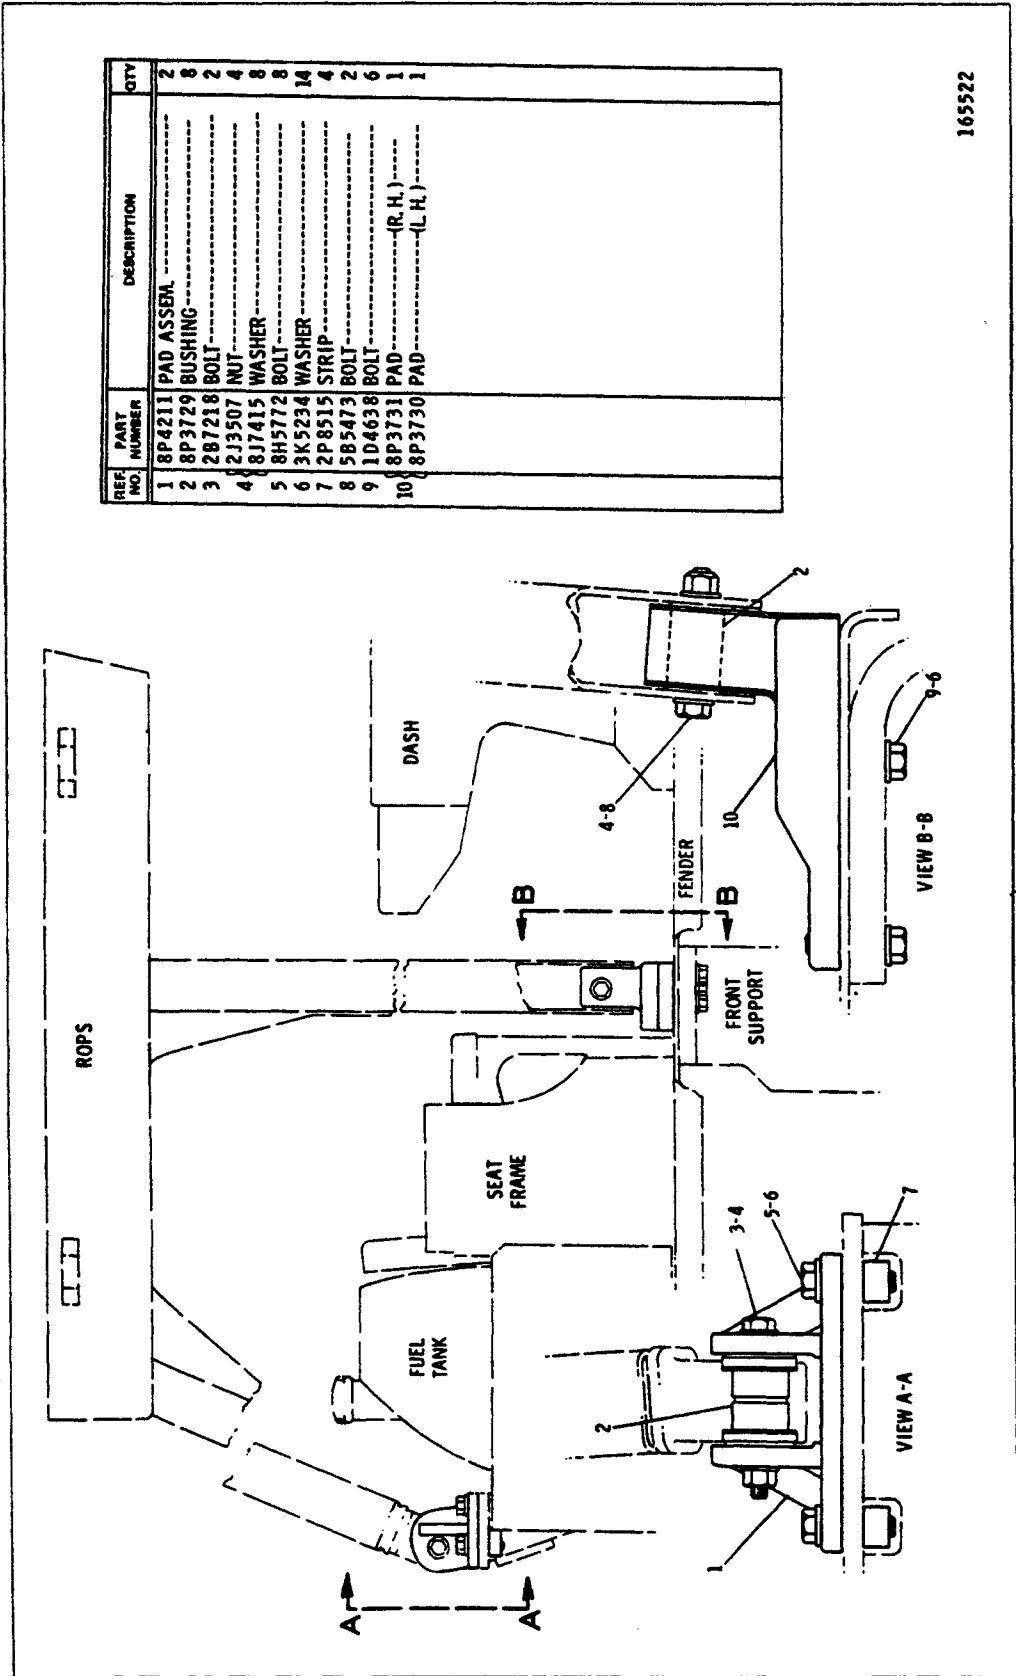 REF. NO. PART NUMBER DESCRIPTION QTY
1 8P4211 PAD ASSEM. ---------------------- 2
2 8P3729 BUSHING ---------------------- 8
3 2B7218 BOLT ---------------------- 2
4 { 2J3507 NUT ---------------------- 4
{ 8J7415 WASHER ---------------------- 8
5 8H5772 BOLT ---------------------- 8
6 3K5234 WASHER ---------------------- 14
7 2P8515 STRIP ---------------------- 4
8 5B5473 BOLT ---------------------- 2
9 1D4638 BOLT ---------------------- 6
10 { 8P3731 PAD -------------(R.H.)----- 1
{ 8P3730 PAD -------------(L.H.)----- 1
ROPS
DASH
FUEL
TANK
SEAT
FRAME
FENDER
FRONT
SUPPORT
A
A
B
B
1
2
3-4
5-6
7
VIEW A-A
4-8
2
10
9-6
VIEW B-B
165522